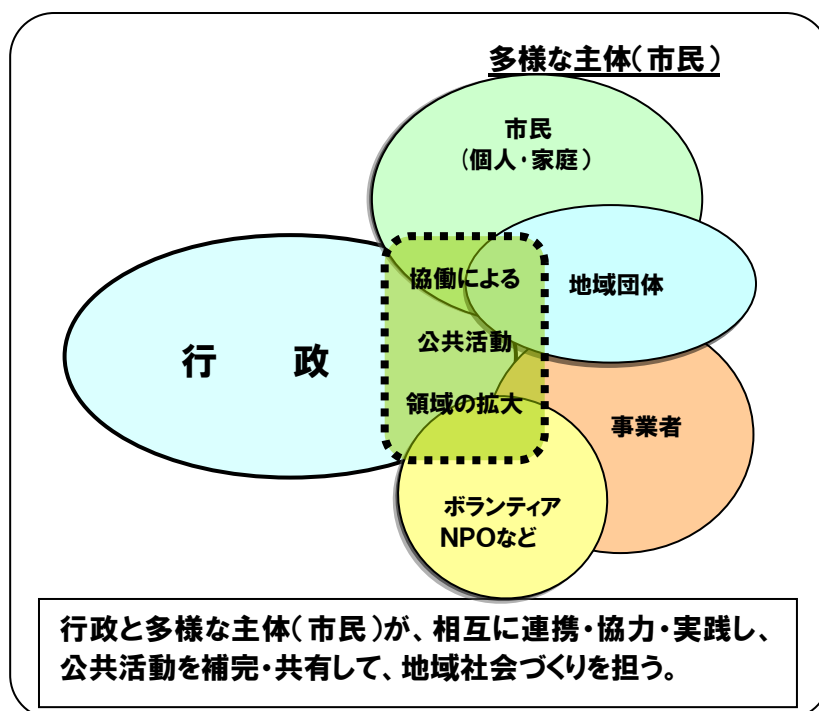 多様な主体(市民)
市民
(個人・家庭)
協働による
地域団体
公共活動
行　政
領域の拡大
事業者
ボランティア
NPOなど
行政と多様な主体(市民)が、相互に連携・協力・実践し、
公共活動を補完・共有して、地域社会づくりを担う。